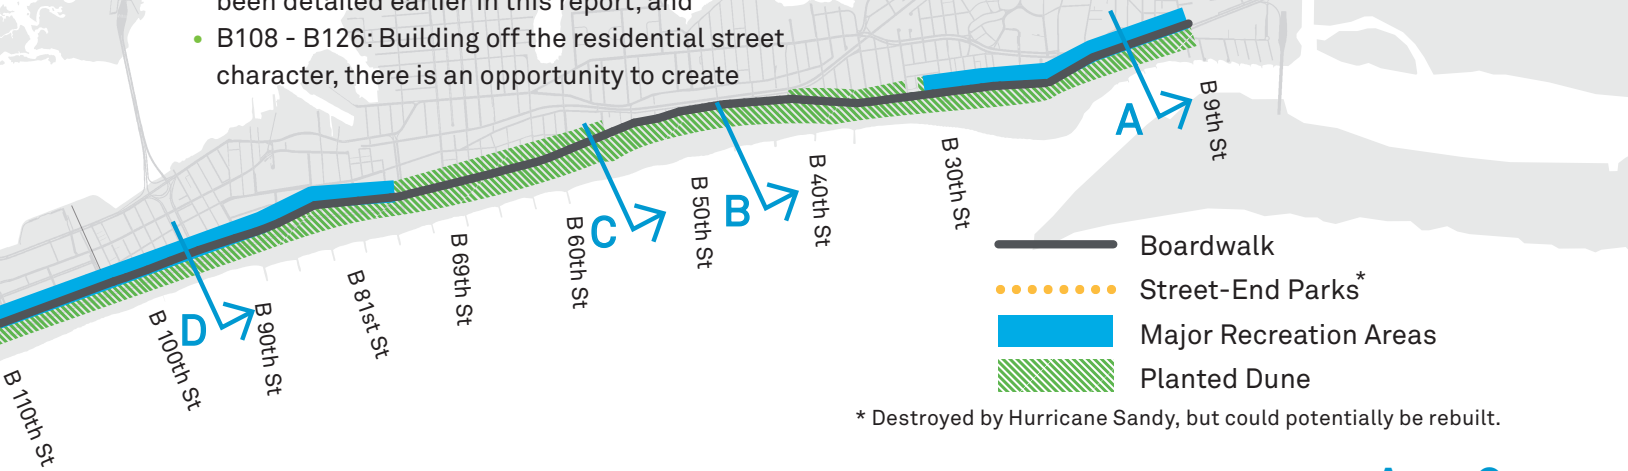 been detailed earlier in this report, and
• B108 - B126: Building off the residential street
character, there is an opportunity to create
A
B 9th St
B 30th St
B 40th St
B
B 50th St
C
B 60th St
B 69th St
B 81st St
B 90th St
D
B 100th St
B 110th St
Boardwalk
Street-End Parks*
Major Recreation Areas
Planted Dune
* Destroyed by Hurricane Sandy, but could potentially be rebuilt.